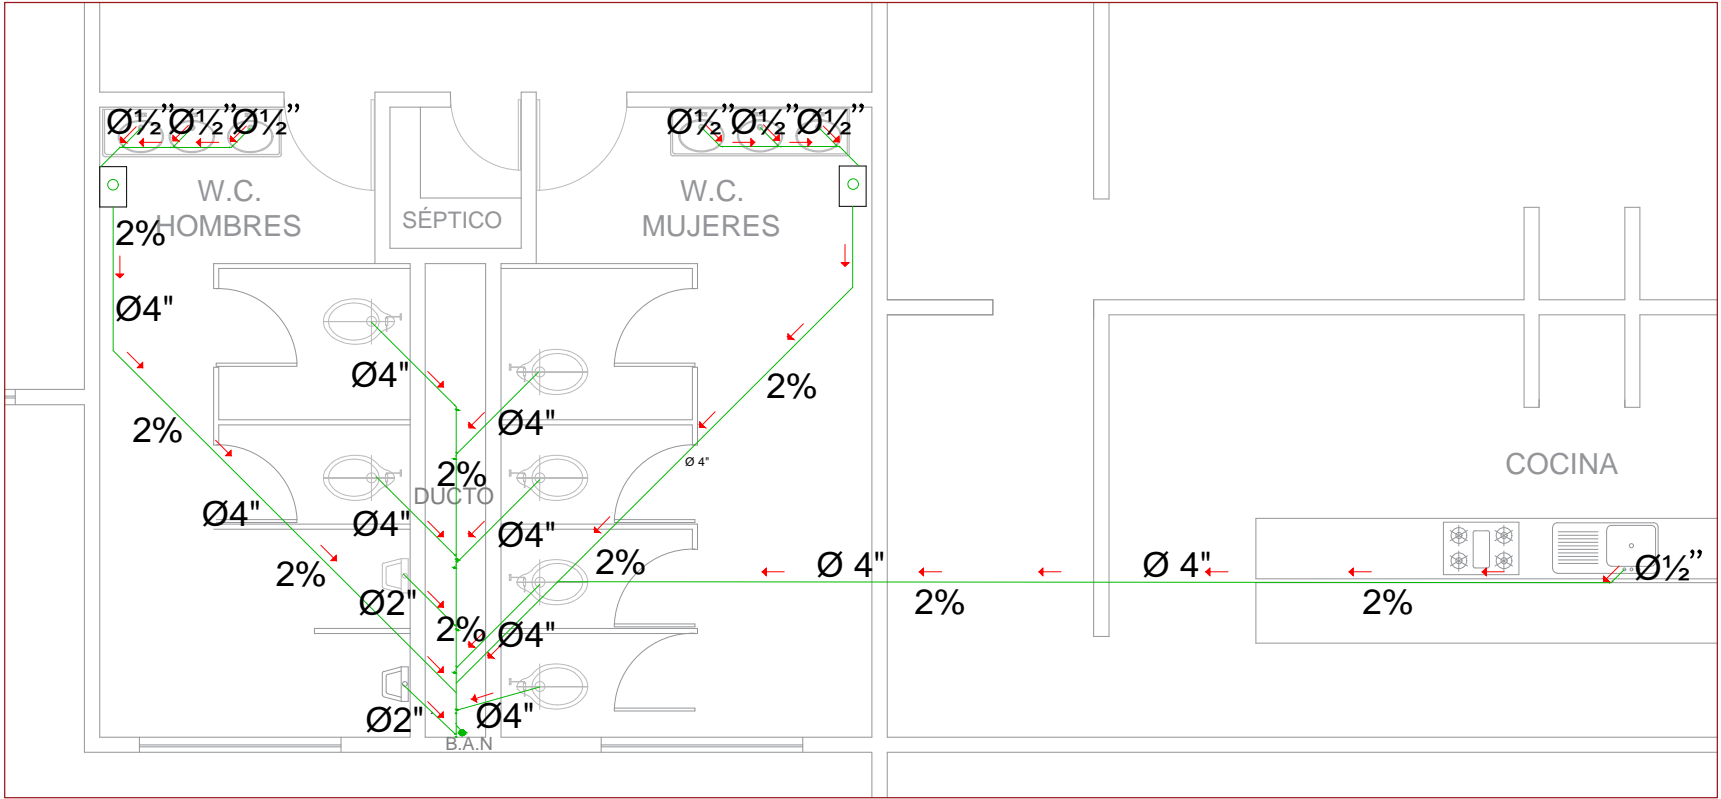 Ø½” Ø½” Ø½”
Ø½” Ø½” Ø½”
W.C.
HOMBRES
SÉPTICO
W.C.
MUJERES
2%
Ø4"
Ø4"
2%
Ø4"
2%
2%
Ø 4"
COCINA
2%
DUCTO
Ø4"
Ø4"
Ø4"
2%
2%
Ø 4"
Ø 4"
Ø½”
Ø2"
2%
2%
2%
Ø4"
Ø2"
Ø4"
B.A.N